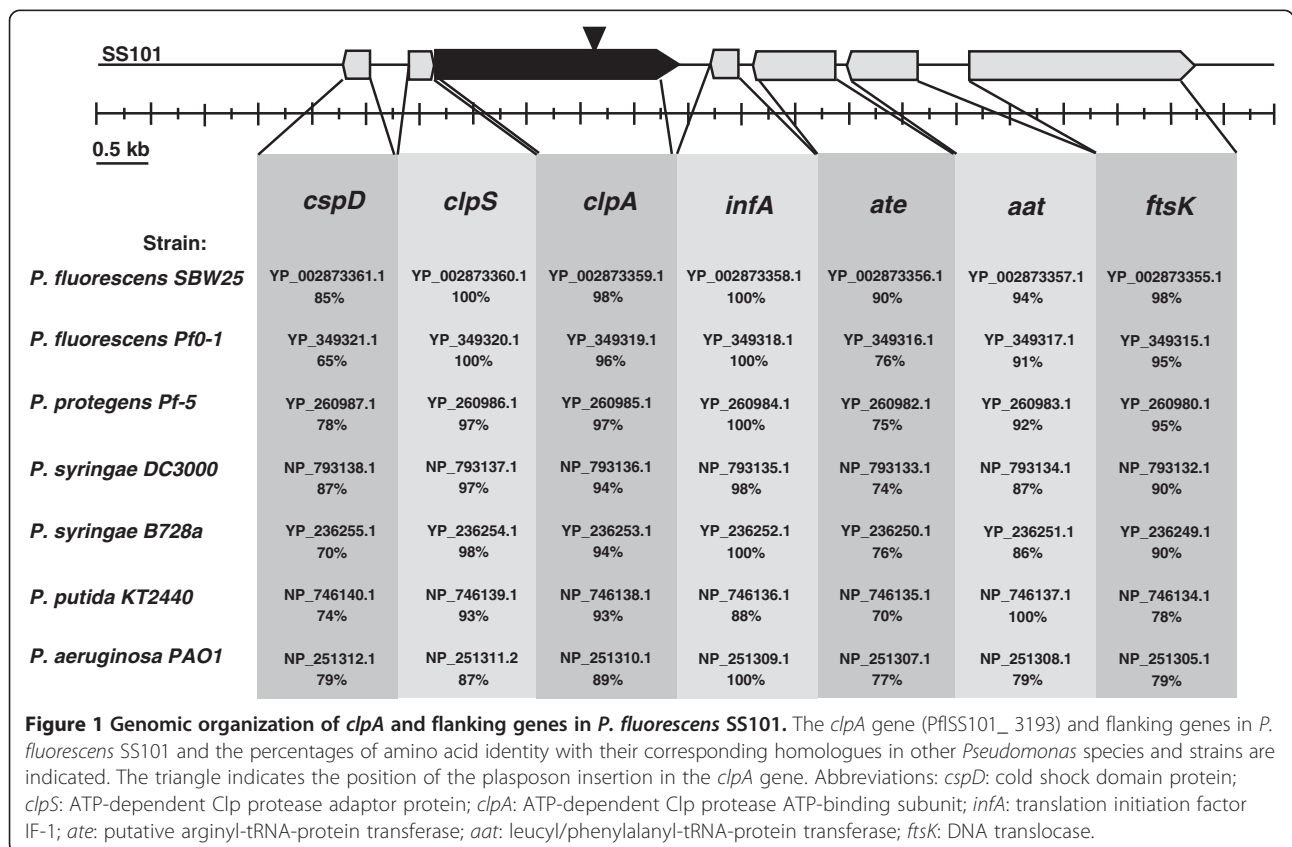 SS101
0.5 kb
cspD clpS clpA infA ate aat ftsK
Strain:
P. fluorescens SBW25 YP_002873361.1 YP_002873360.1 YP_002873359.1 YP_002873358.1 YP_002873356.1 YP_002873357.1 YP_002873355.1
85% 100% 98% 100% 90% 94% 98%
P. fluorescens Pf0-1 YP_349321.1 YP_349320.1 YP_349319.1 YP_349318.1 YP_349316.1 YP_349317.1 YP_349315.1
65% 100% 96% 100% 76% 91% 95%
P. protegens Pf-5 YP_260987.1 YP_260986.1 YP_260985.1 YP_260984.1 YP_260982.1 YP_260983.1 YP_260980.1
78% 97% 97% 100% 75% 92% 95%
P. syringae DC3000 NP_793138.1 NP_793137.1 NP_793136.1 NP_793135.1 NP_793133.1 NP_793134.1 NP_793132.1
87% 97% 94% 98% 74% 87% 90%
P. syringae B728a YP_236255.1 YP_236254.1 YP_236253.1 YP_236252.1 YP_236250.1 YP_236251.1 YP_236249.1
70% 98% 94% 100% 76% 86% 90%
P. putida KT2440 NP_746140.1 NP_746139.1 NP_746138.1 NP_746136.1 NP_746135.1 NP_746137.1 NP_746134.1
74% 93% 93% 88% 70% 100% 78%
P. aeruginosa PAO1 NP_251312.1 NP_251311.2 NP_251310.1 NP_251309.1 NP_251307.1 NP_251308.1 NP_251305.1
79% 87% 89% 100% 77% 79% 79%
Figure 1 Genomic organization of clpA and flanking genes in P. fluorescens SS101. The clpA gene (PflSS101_ 3193) and flanking genes in P.
fluorescens SS101 and the percentages of amino acid identity with their corresponding homologues in other Pseudomonas species and strains are
indicated. The triangle indicates the position of the plasposon insertion in the clpA gene. Abbreviations: cspD: cold shock domain protein;
clpS: ATP-dependent Clp protease adaptor protein; clpA: ATP-dependent Clp protease ATP-binding subunit; infA: translation initiation factor
IF-1; ate: putative arginyl-tRNA-protein transferase; aat: leucyl/phenylalanyl-tRNA-protein transferase; ftsK: DNA translocase.